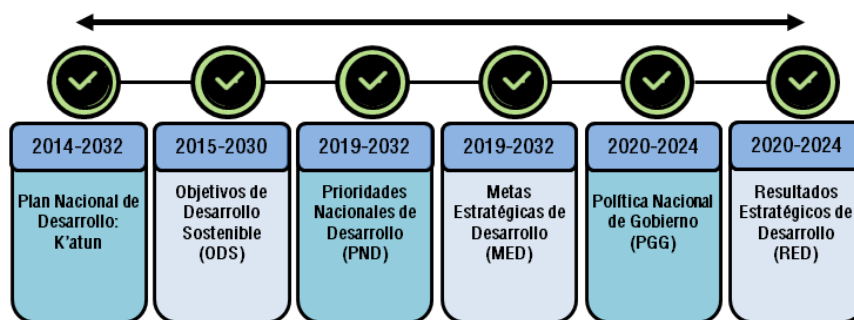 2014-2032
Plan Nacional de
Desarrollo:
K'atun
2015-2030
Objetivos de
Desarrollo
Sostenible
(ODS)
2019-2032
Prioridades
Nacionales de
Desarrollo
(PND)
2019-2032
Metas
Estratégicas de
Desarrollo
(MED)
2020-2024
Política Nacional
de Gobierno
(PGG)
2020-2024
Resultados
Estratégicos de
Desarrollo
(RED)